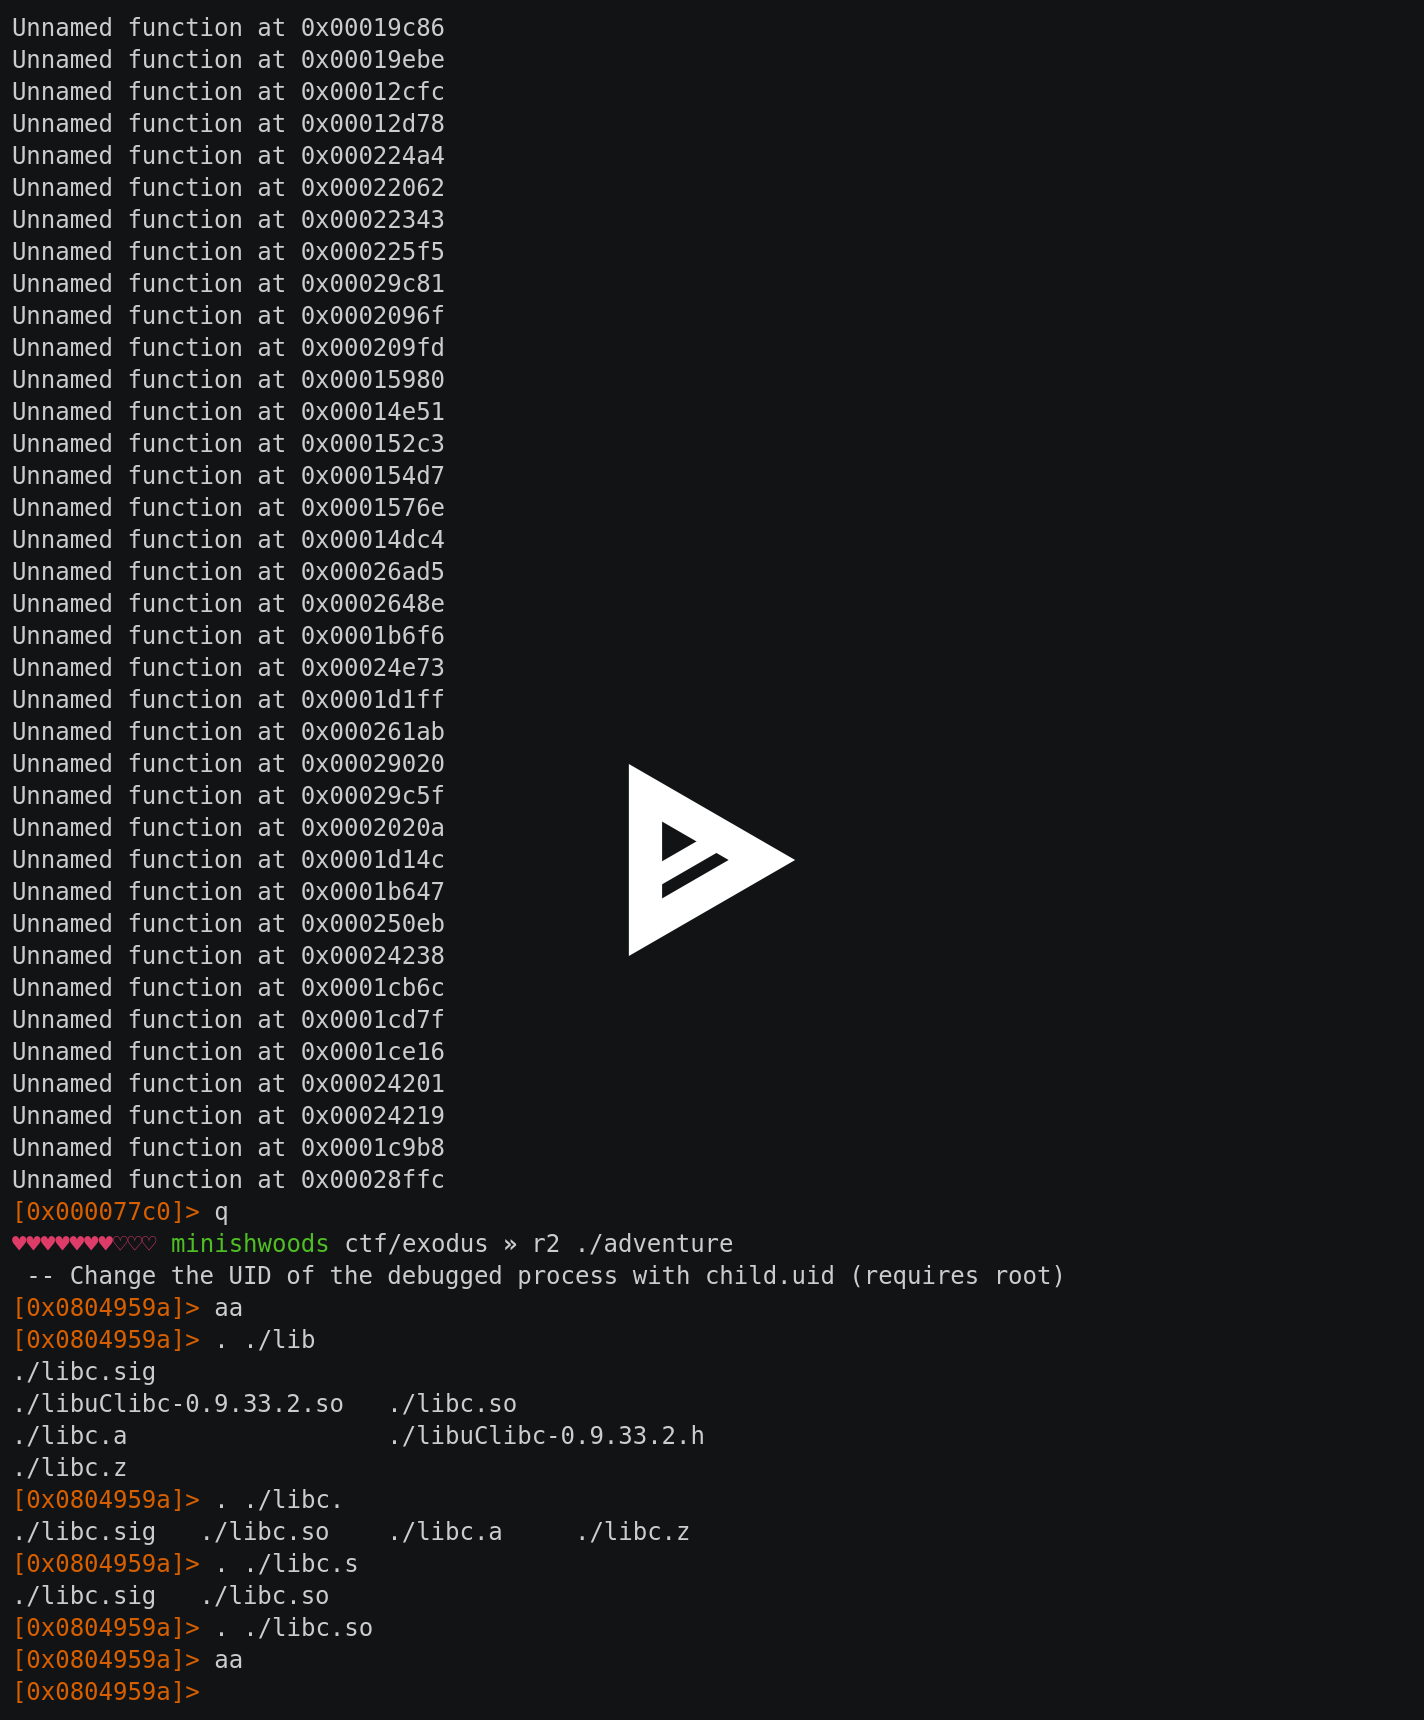 Unnamed function at 0x00019c86
Unnamed function at 0x00019ebe
Unnamed function at 0x00012cfc
Unnamed function at 0x00012d78
Unnamed function at 0x000224a4
Unnamed function at 0x00022062
Unnamed function at 0x00022343
Unnamed function at 0x000225f5
Unnamed function at 0x00029c81
Unnamed function at 0x0002096f
Unnamed function at 0x000209fd
Unnamed function at 0x00015980
Unnamed function at 0x00014e51
Unnamed function at 0x000152c3
Unnamed function at 0x000154d7
Unnamed function at 0x0001576e
Unnamed function at 0x00014dc4
Unnamed function at 0x00026ad5
Unnamed function at 0x0002648e
Unnamed function at 0x0001b6f6
Unnamed function at 0x00024e73
Unnamed function at 0x0001d1ff
Unnamed function at 0x000261ab
Unnamed function at 0x00029020
Unnamed function at 0x00029c5f
Unnamed function at 0x0002020a
Unnamed function at 0x0001d14c
Unnamed function at 0x0001b647
Unnamed function at 0x000250eb
Unnamed function at 0x00024238
Unnamed function at 0x0001cb6c
Unnamed function at 0x0001cd7f
Unnamed function at 0x0001ce16
Unnamed function at 0x00024201
Unnamed function at 0x00024219
Unnamed function at 0x0001c9b8
Unnamed function at 0x00028ffc
[0x000077c0]> q
♥♥♥♥♥♥♥♡♡♡ minishwoods ctf/exodus » r2 ./adventure
 -- Change the UID of the debugged process with child.uid (requires root)
[0x0804959a]> aa
[0x0804959a]> . ./lib
./libc.sig
./libuClibc-0.9.33.2.so   ./libc.so
./libc.a                  ./libuClibc-0.9.33.2.h
./libc.z
[0x0804959a]> . ./libc.
./libc.sig   ./libc.so    ./libc.a     ./libc.z
[0x0804959a]> . ./libc.s
./libc.sig   ./libc.so
[0x0804959a]> . ./libc.so
[0x0804959a]> aa
[0x0804959a]>